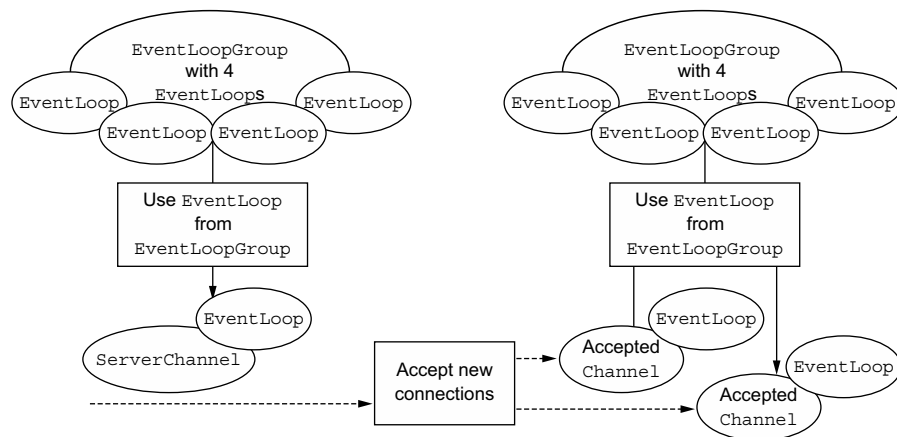 EventLoopGroup
with 4
EventLoops
EventLoop
EventLoop
EventLoop
EventLoop
Use EventLoop
from
EventLoopGroup
EventLoop
ServerChannel
EventLoopGroup
with 4
EventLoops
EventLoop
EventLoop
EventLoop
EventLoop
Use EventLoop
from
EventLoopGroup
Accept new
connections
EventLoop
Accepted
Channel
EventLoop
Accepted
Channel